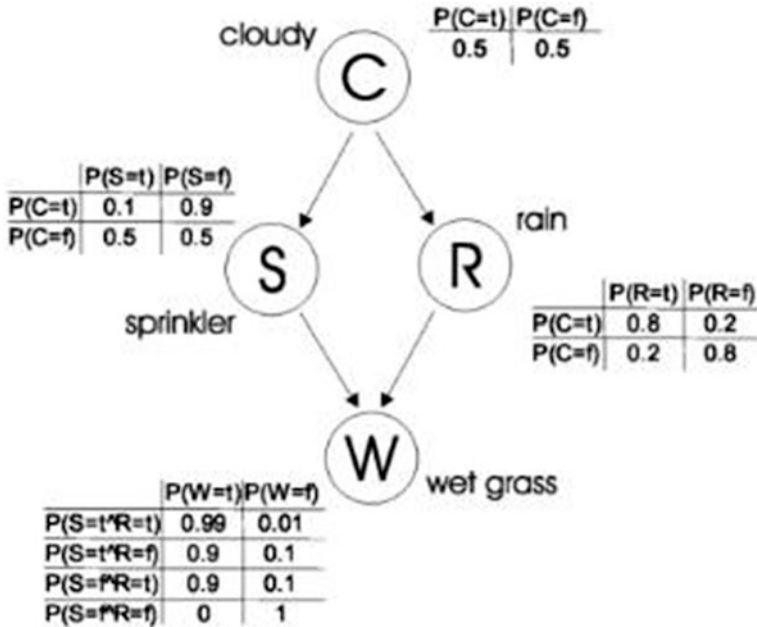 cloudy
P(C=t) P(C=f)
0.5 0.5
C
P(S=t) P(S=f)
P(C=t) 0.1 0.9
P(C=f) 0.5 0.5
S
sprinkler
rain
R
P(R=t) P(R=f)
P(C=t) 0.8 0.2
P(C=f) 0.2 0.8
W
wet grass
P(W=t) P(W=f)
P(S=t^R=t) 0.99 0.01
P(S=t^R=f) 0.9 0.1
P(S=f^R=t) 0.9 0.1
P(S=f^R=f) 0 1